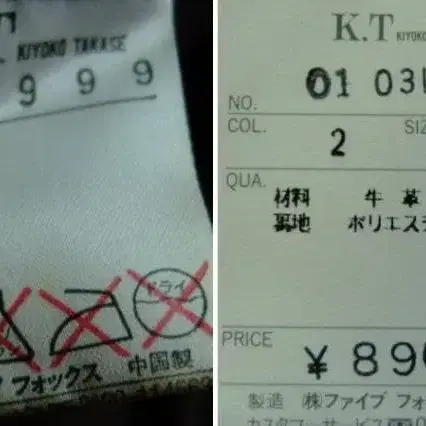 KIYOKO TAKASE
9 9 9
ドライ
フォックス 中国製
K.T KIYOKO
NO. 01 03
COL. 2 SIZ
QUA.
材料 牛革
裏地 ポリエステ
PRICE ¥ 89
製造 ㈱ファイブ フォ